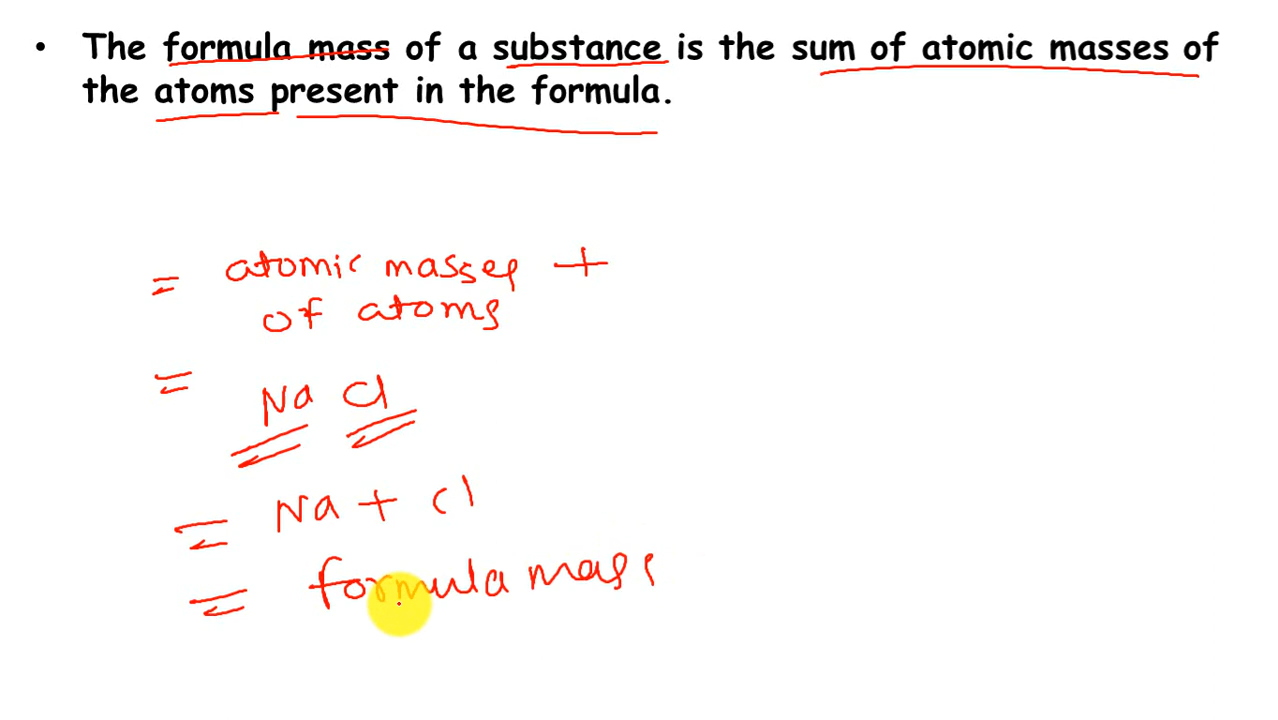 • The formula mass of a substance is the sum of atomic masses of
the atoms present in the formula.
= atomic masses +
of atoms
=
Na Cl
= Na + Cl
= formula mass